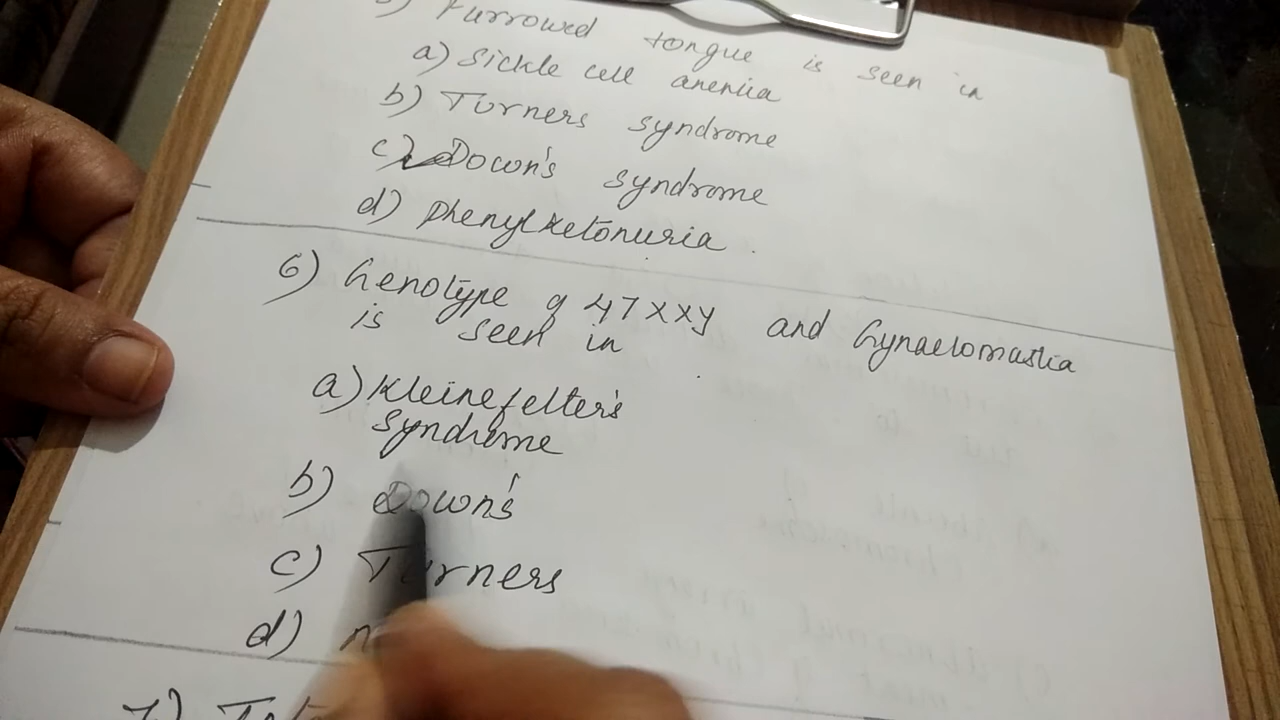 Furrowed tongue is seen in
a) Sickle cell anemia
b) Turners syndrome
c) Down's syndrome
d) Phenylketonuria
6) Genotype of 47xxy and Gynaecomastia
is seen in
a) Kleinefelter's
Syndrome
b) Down's
c) Turners
d)
7)